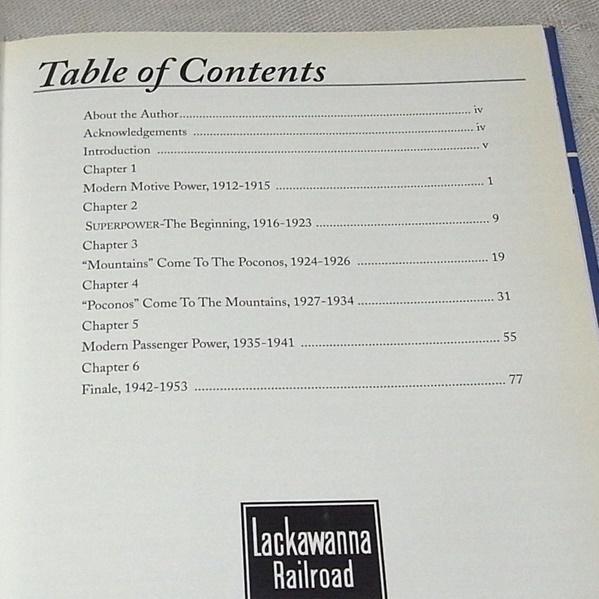 Table of Contents
About the Author.................................................................................. iv
Acknowledgements ............................................................................ iv
Introduction ........................................................................................ v
Chapter 1
Modern Motive Power, 1912-1915 ...................................................... 1
Chapter 2
SUPERPOWER-The Beginning, 1916-1923 ............................................. 9
Chapter 3
“Mountains” Come To The Poconos, 1924-1926 .................................. 19
Chapter 4
“Poconos” Come To The Mountains, 1927-1934 ................................... 31
Chapter 5
Modern Passenger Power, 1935-1941 .................................................. 55
Chapter 6
Finale, 1942-1953 ............................................................................... 77
Lackawanna
Railroad